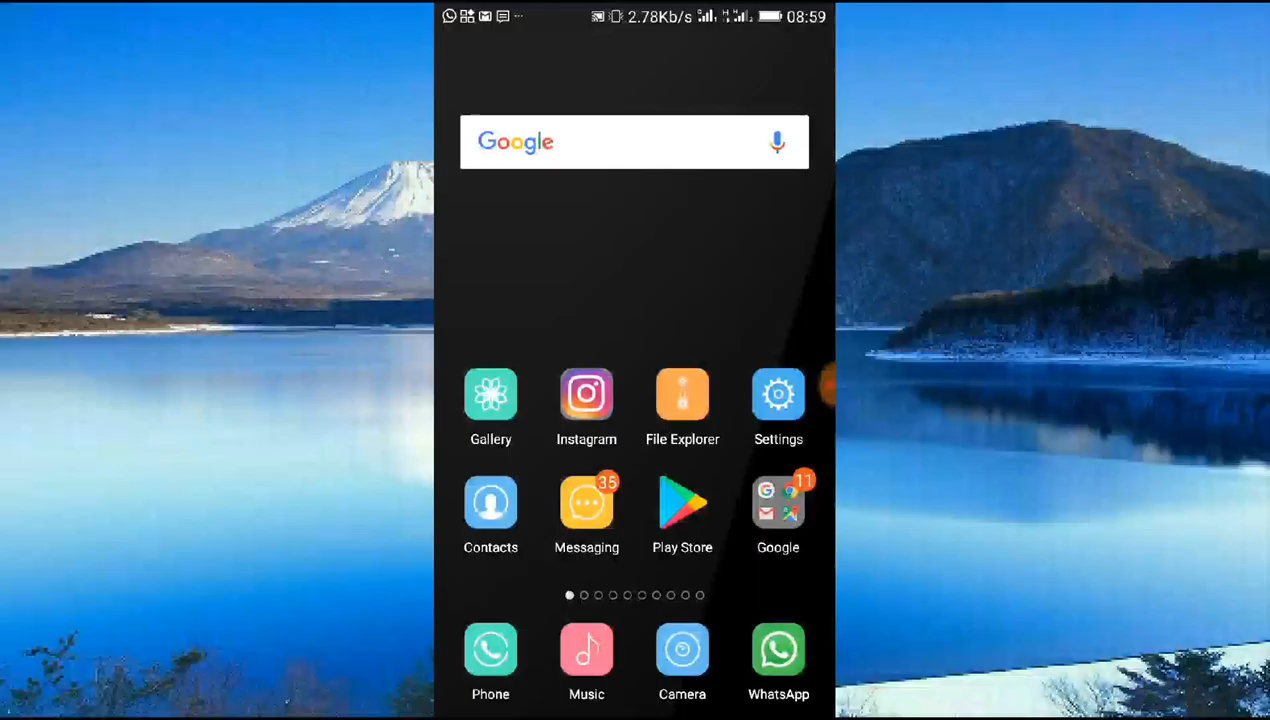 2.78Kb/s 08:59
Google
Gallery Instagram File Explorer Settings
35 11
Contacts Messaging Play Store Google
Phone Music Camera WhatsApp